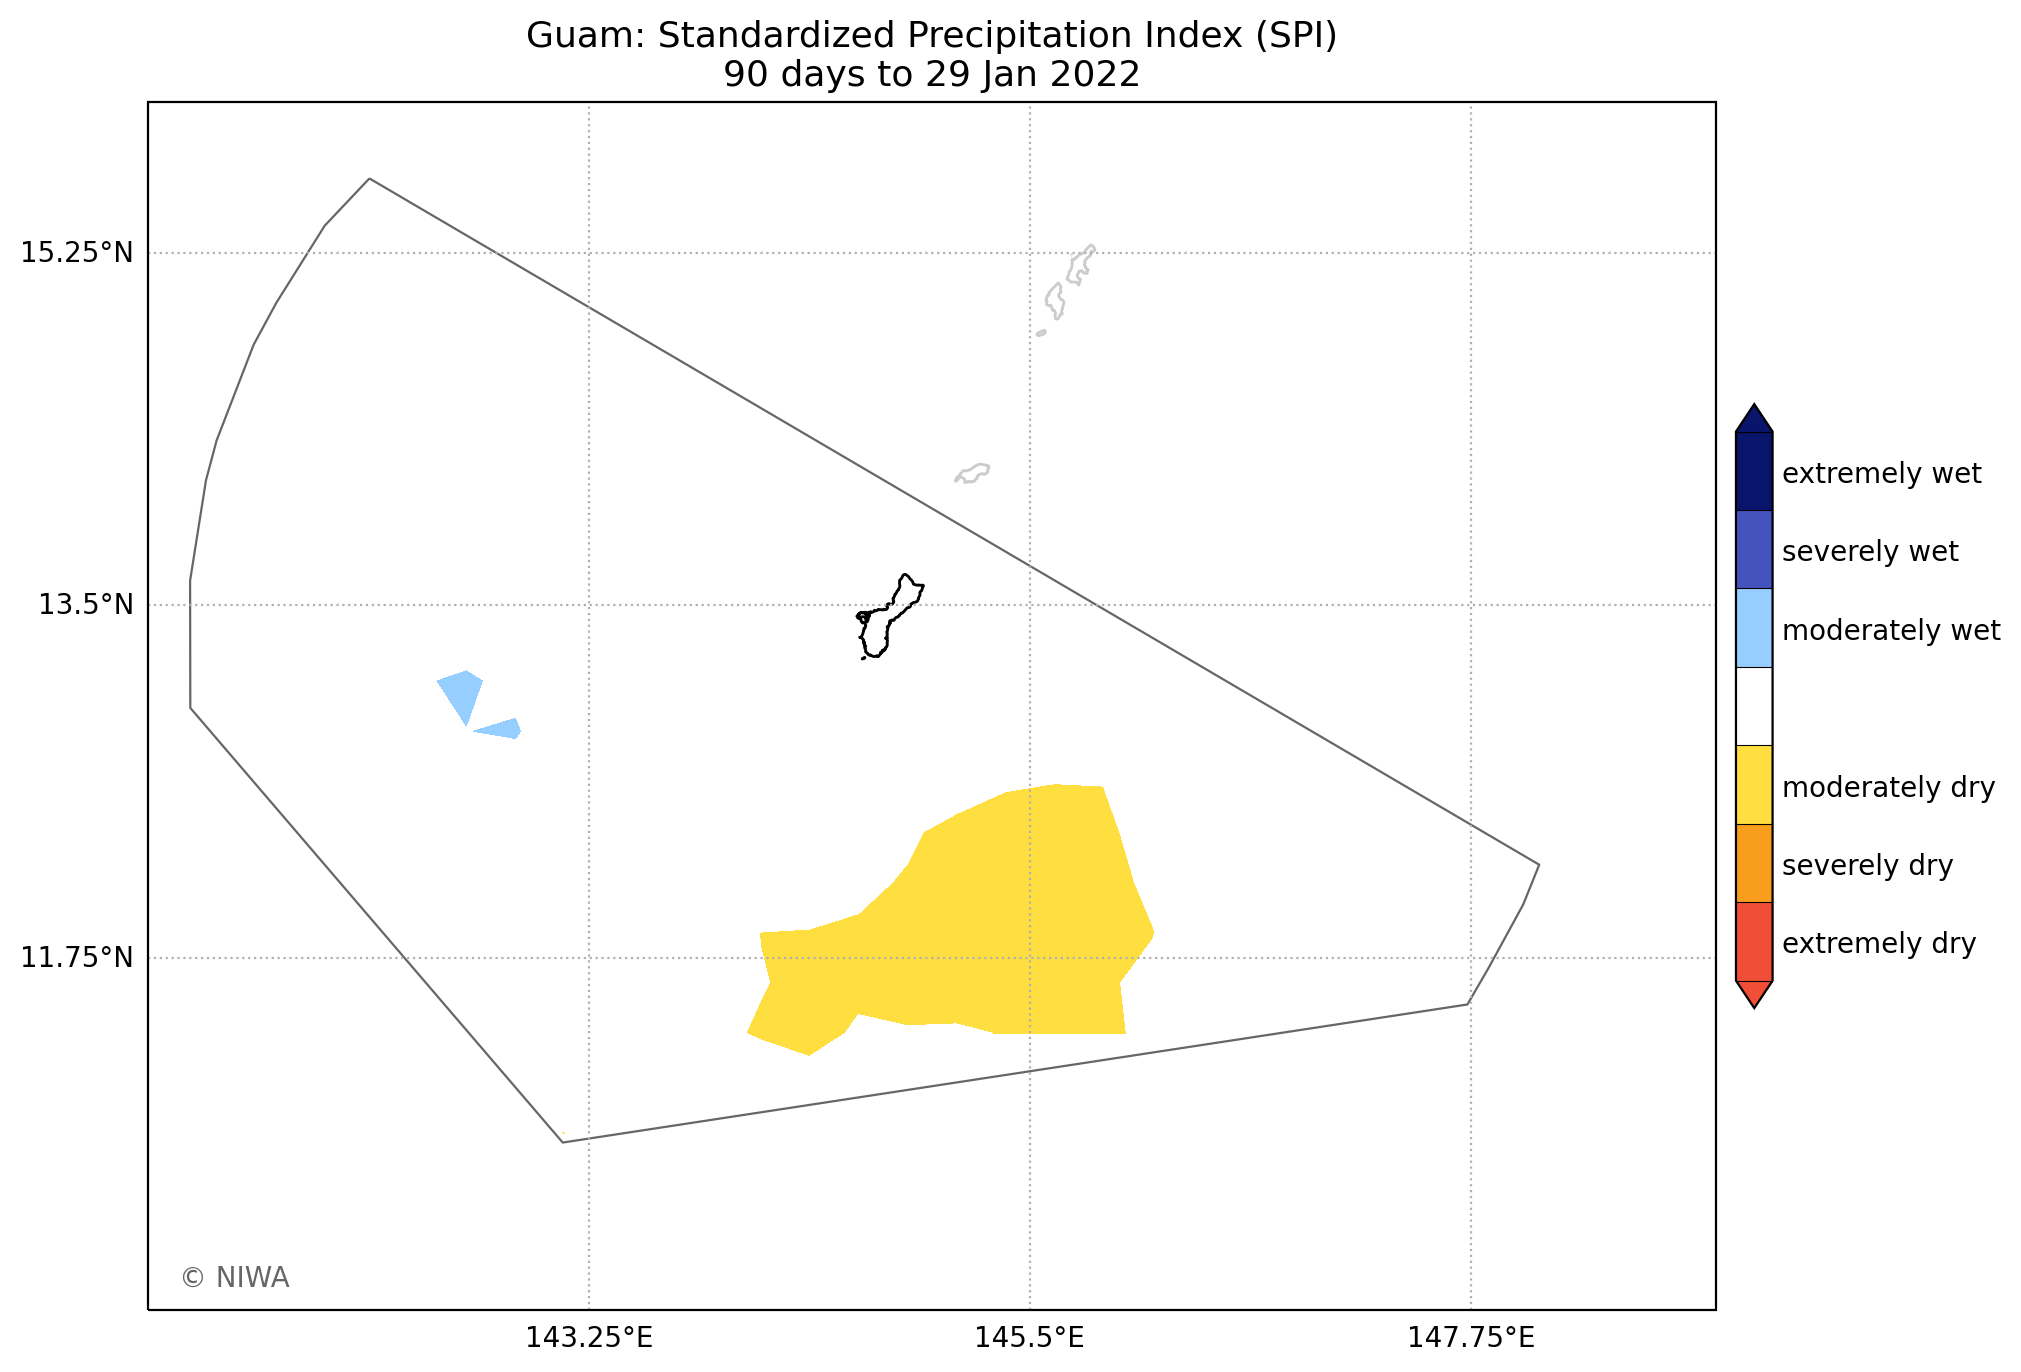 Guam: Standardized Precipitation Index (SPI)
90 days to 29 Jan 2022
15.25°N
13.5°N
11.75°N
143.25°E
145.5°E
147.75°E
extremely wet
severely wet
moderately wet
moderately dry
severely dry
extremely dry
© NIWA